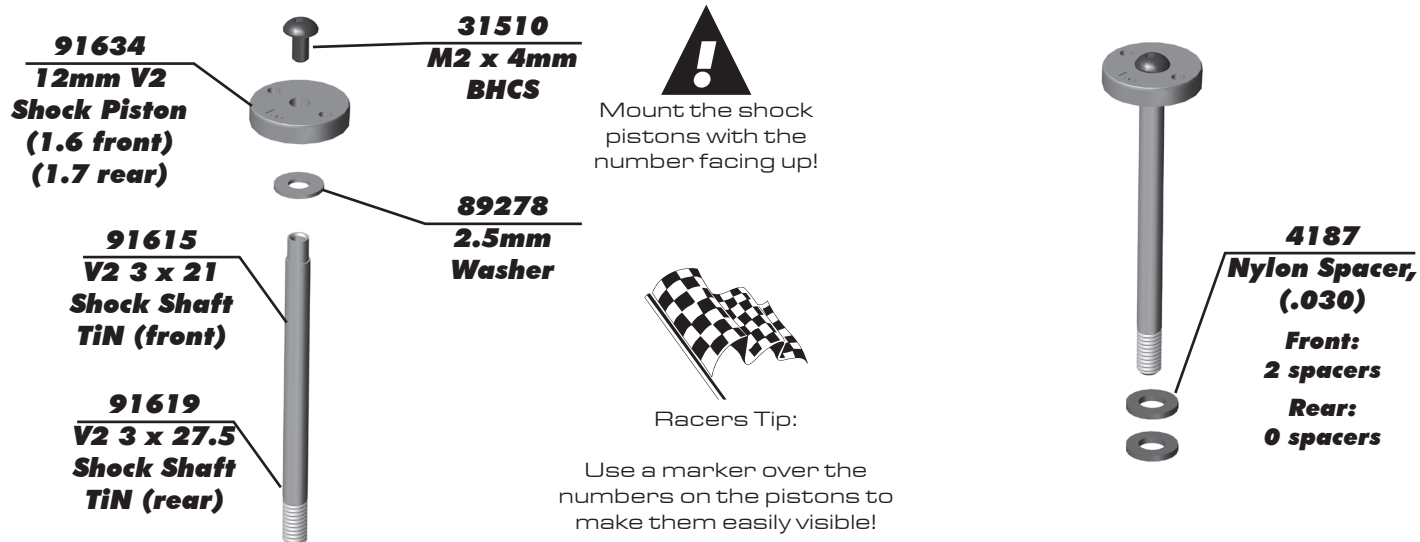 91634
12mm V2
Shock Piston
(1.6 front)
(1.7 rear)
31510
M2 x 4mm
BHCS
89278
2.5mm
Washer
91615
V2 3 x 21
Shock Shaft
TiN (front)
91619
V2 3 x 27.5
Shock Shaft
TiN (rear)
!
Mount the shock
pistons with the
number facing up!
Racers Tip:
Use a marker over the
numbers on the pistons to
make them easily visible!
4187
Nylon Spacer,
(.030)
Front:
2 spacers
Rear:
0 spacers